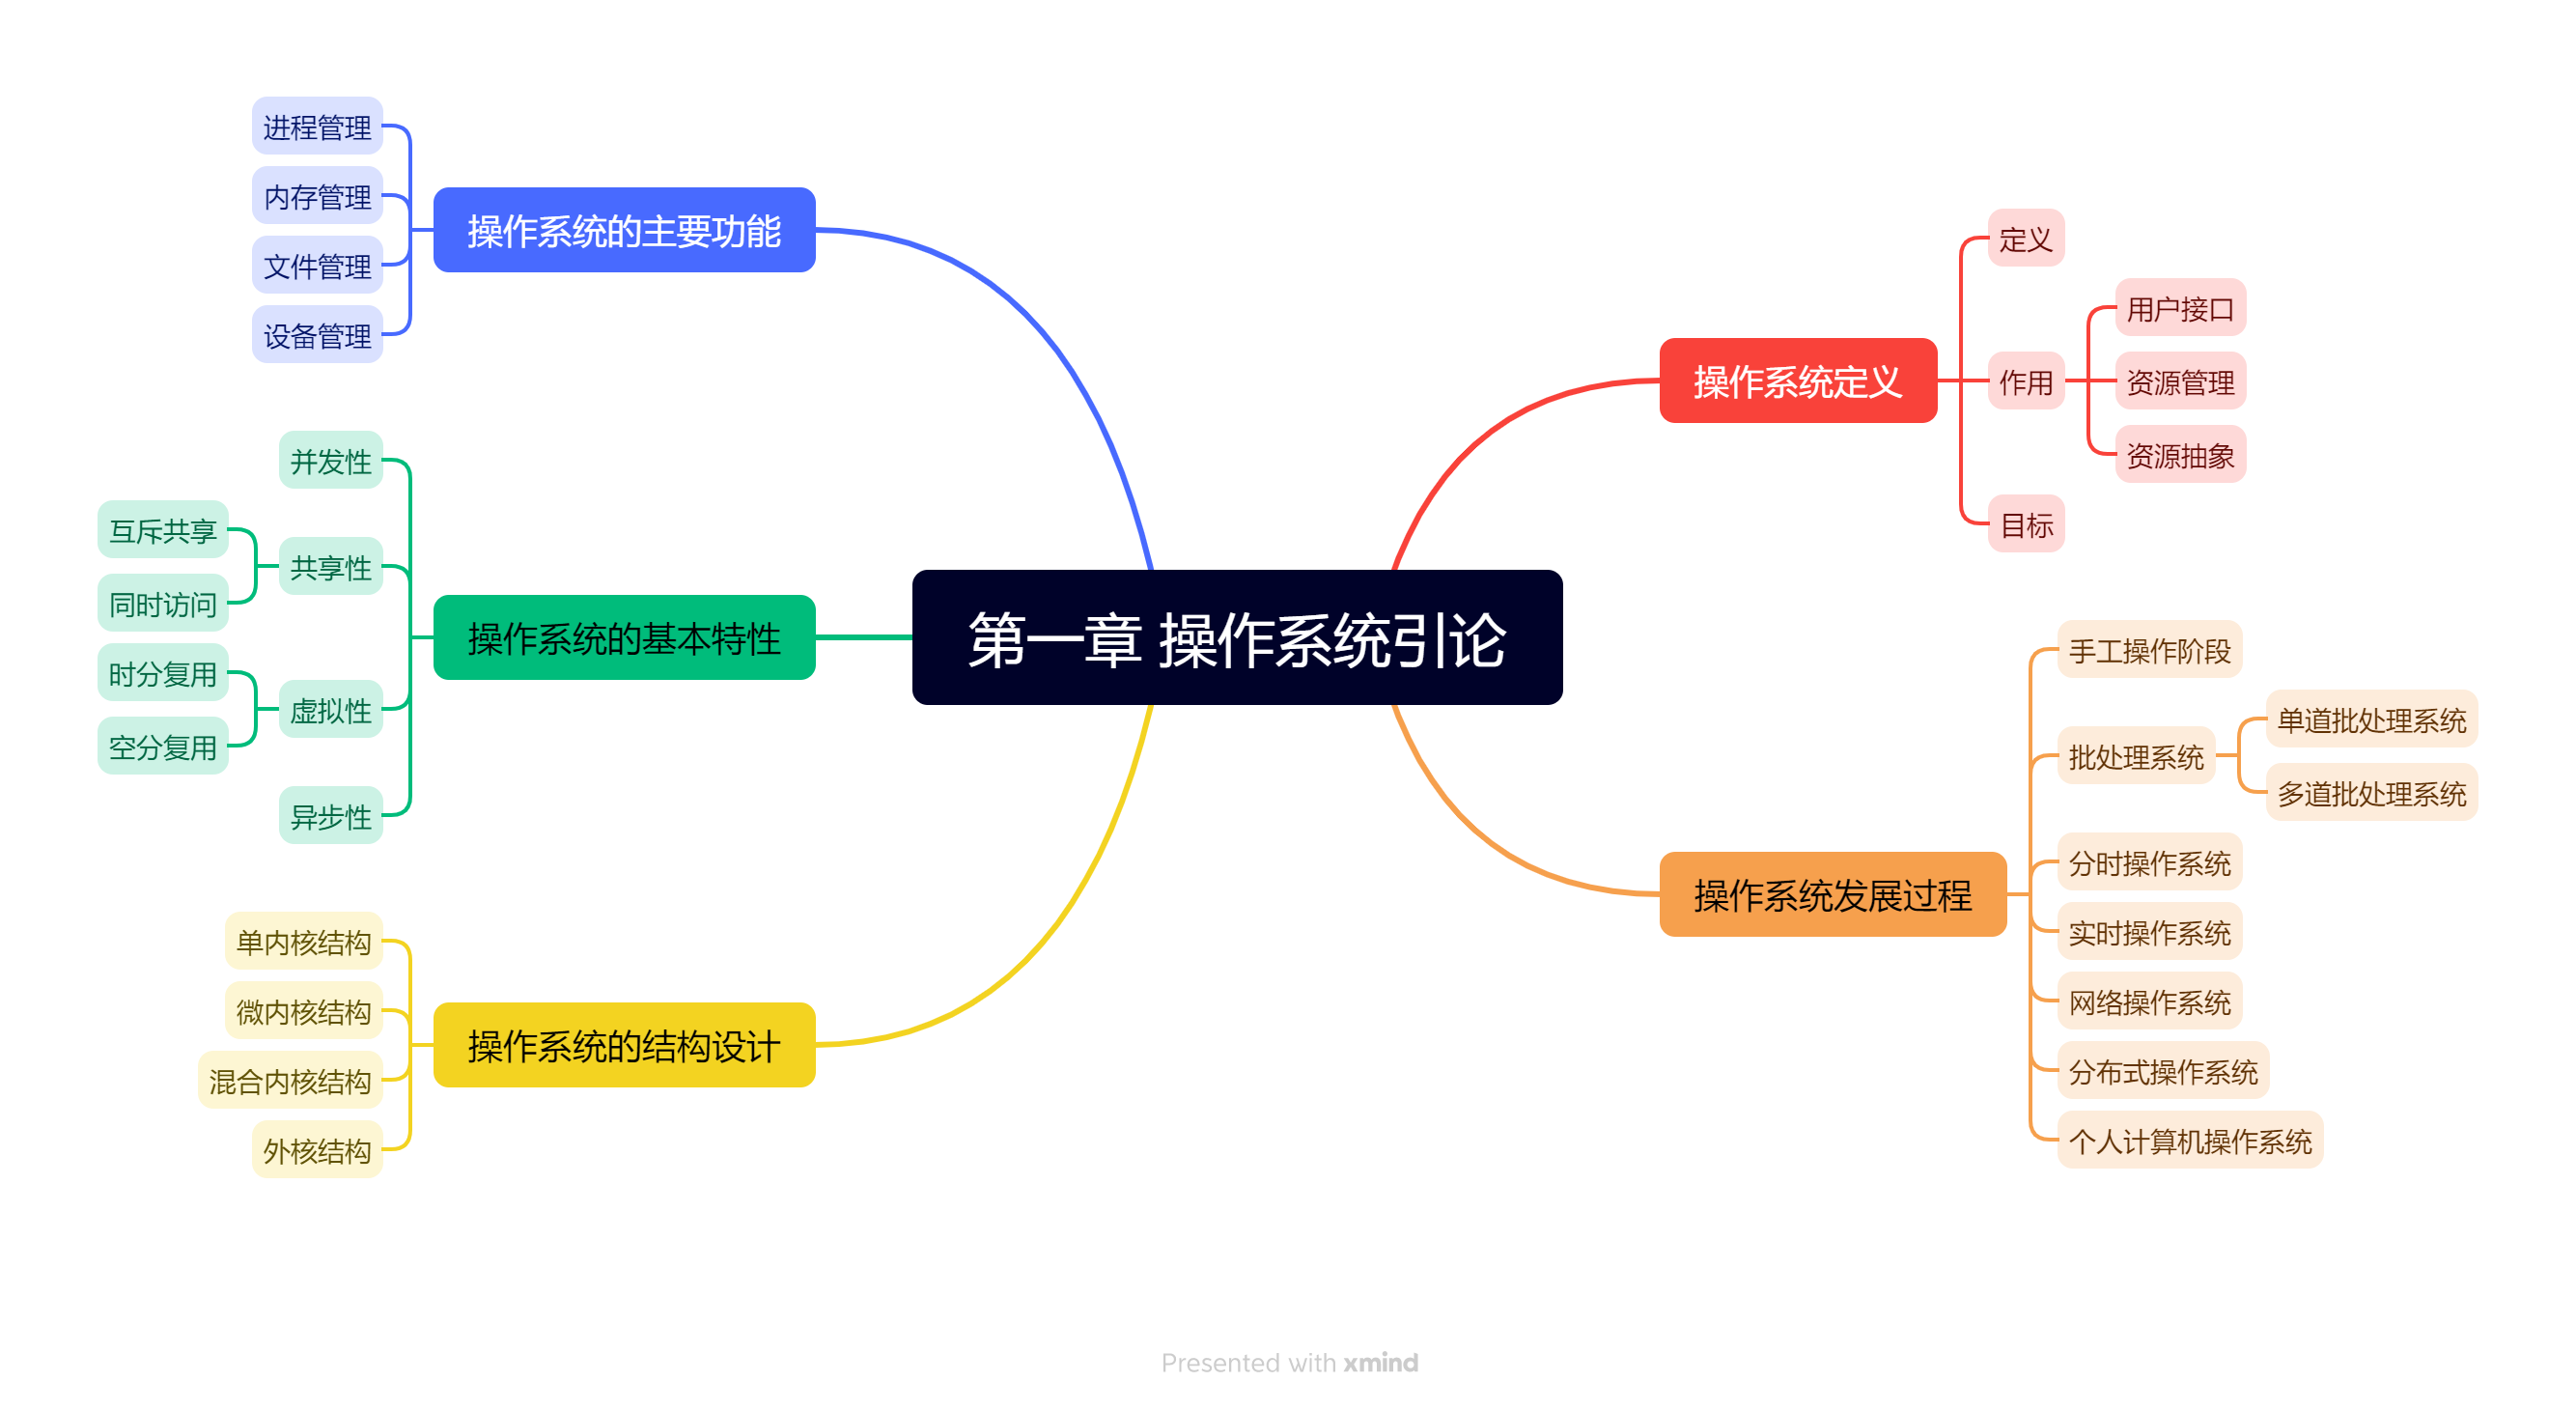 第一章 操作系统引论
操作系统定义
定义
作用
用户接口
资源管理
资源抽象
目标
操作系统发展过程
手工操作阶段
批处理系统
单道批处理系统
多道批处理系统
分时操作系统
实时操作系统
网络操作系统
分布式操作系统
个人计算机操作系统
操作系统的主要功能
进程管理
内存管理
文件管理
设备管理
操作系统的基本特性
并发性
共享性
互斥共享
同时访问
虚拟性
时分复用
空分复用
异步性
操作系统的结构设计
单内核结构
微内核结构
混合内核结构
外核结构
Presented with xmind